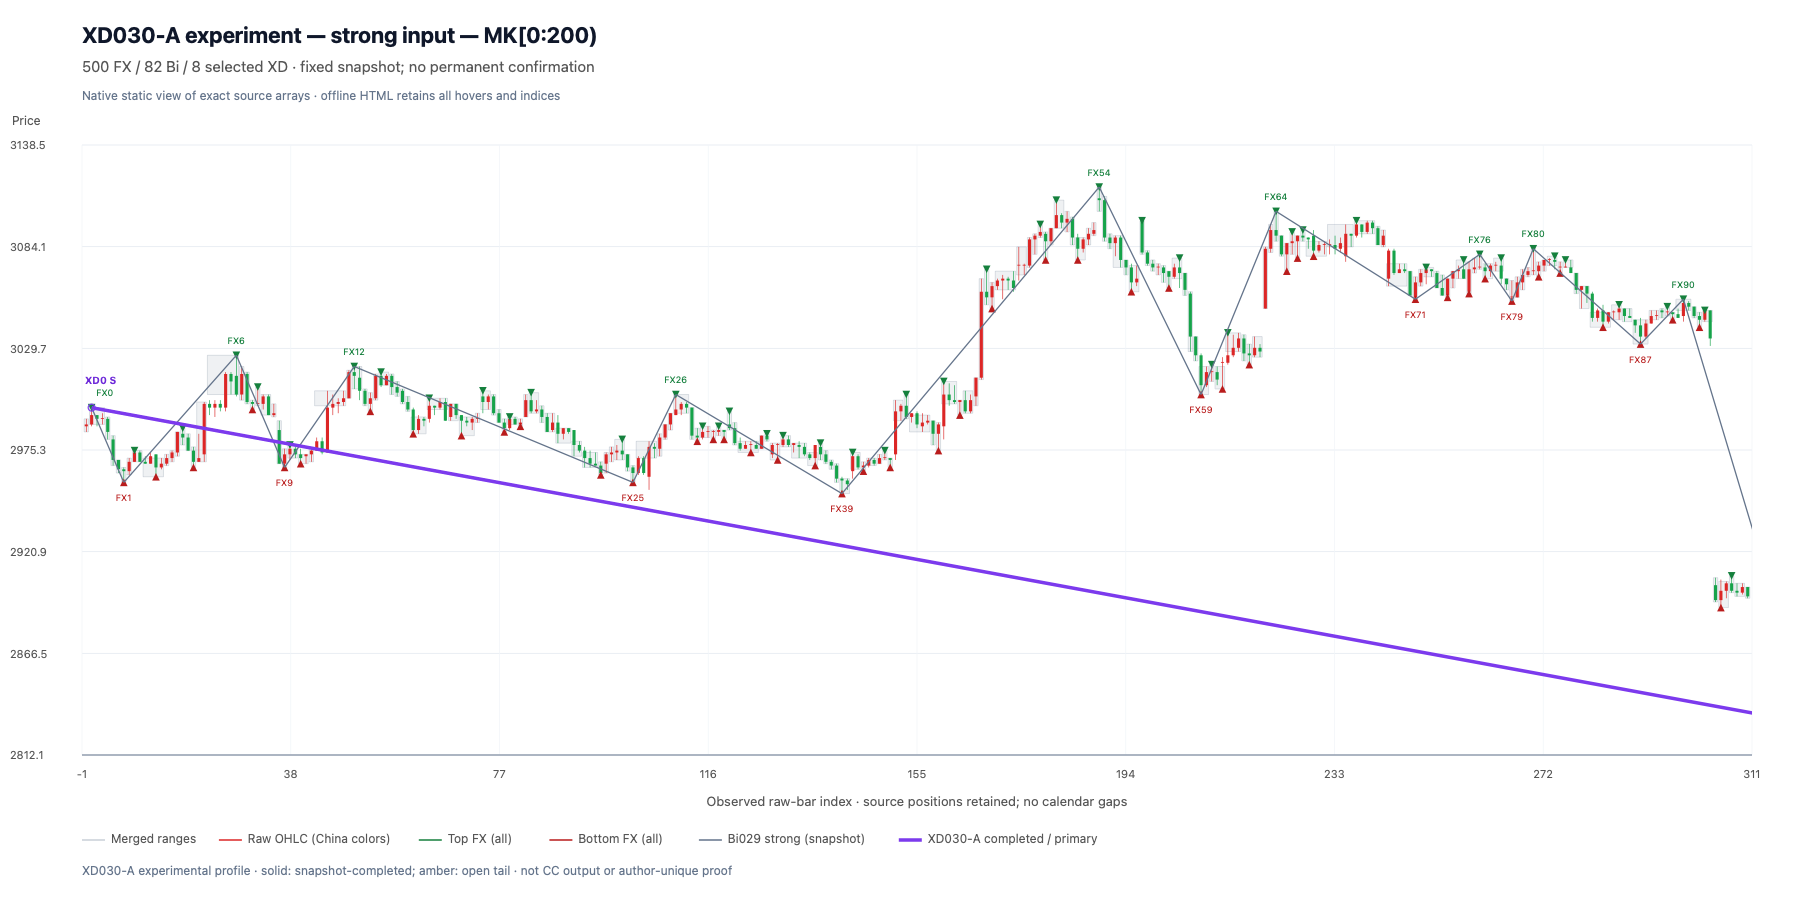 XD030-A experiment — strong input — MK[0:200)
500 FX / 82 Bi / 8 selected XD · fixed snapshot; no permanent confirmation
Native static view of exact source arrays · offline HTML retains all hovers and indices
Price
3138.5
3084.1
3029.7
2975.3
2920.9
2866.5
2812.1
XD0 S
FX0
FX1
FX6
FX9
FX12
FX25
FX26
FX39
FX54
FX59
FX64
FX71
FX76
FX79
FX80
FX87
FX90
-1 38 77 116 155 194 233 272 311
Observed raw-bar index · source positions retained; no calendar gaps
Merged ranges Raw OHLC (China colors) Top FX (all) Bottom FX (all) Bi029 strong (snapshot) XD030-A completed / primary
XD030-A experimental profile · solid: snapshot-completed; amber: open tail · not CC output or author-unique proof